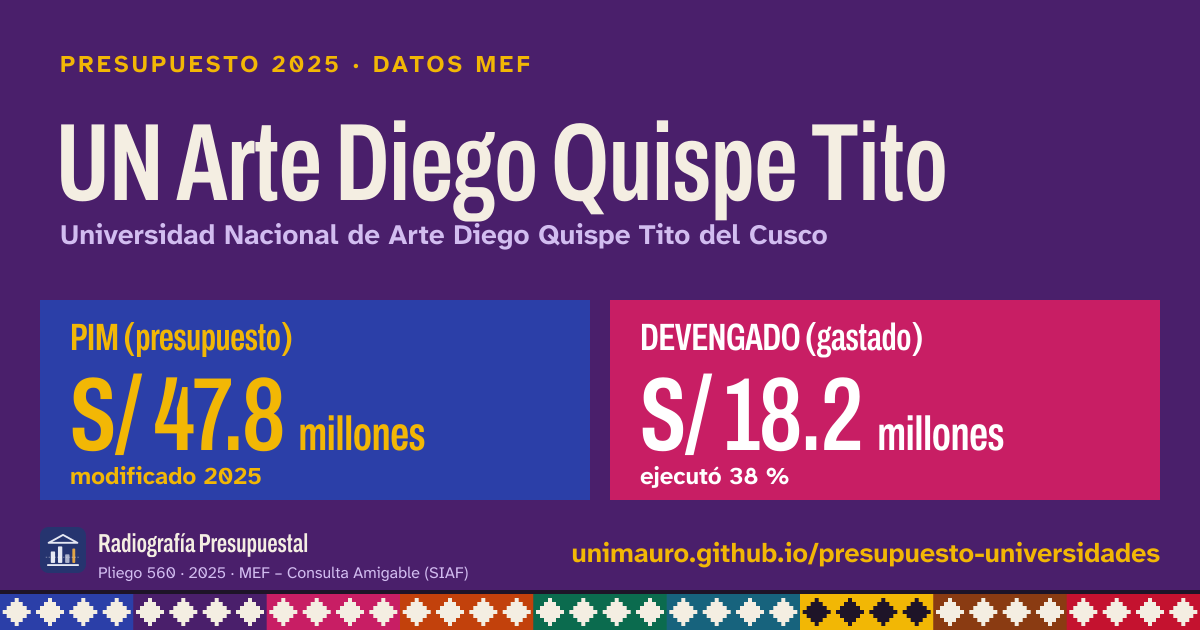 PRESUPUESTO 2025 · DATOS MEF
UN Arte Diego Quispe Tito
Universidad Nacional de Arte Diego Quispe Tito del Cusco
PIM (presupuesto)
S/ 47.8 millones
modificado 2025
DEVENGADO (gastado)
S/ 18.2 millones
ejecutó 38 %
Radiografía Presupuestal
Pliego 560 · 2025 · MEF – Consulta Amigable (SIAF)
unimauro.github.io/presupuesto-universidades